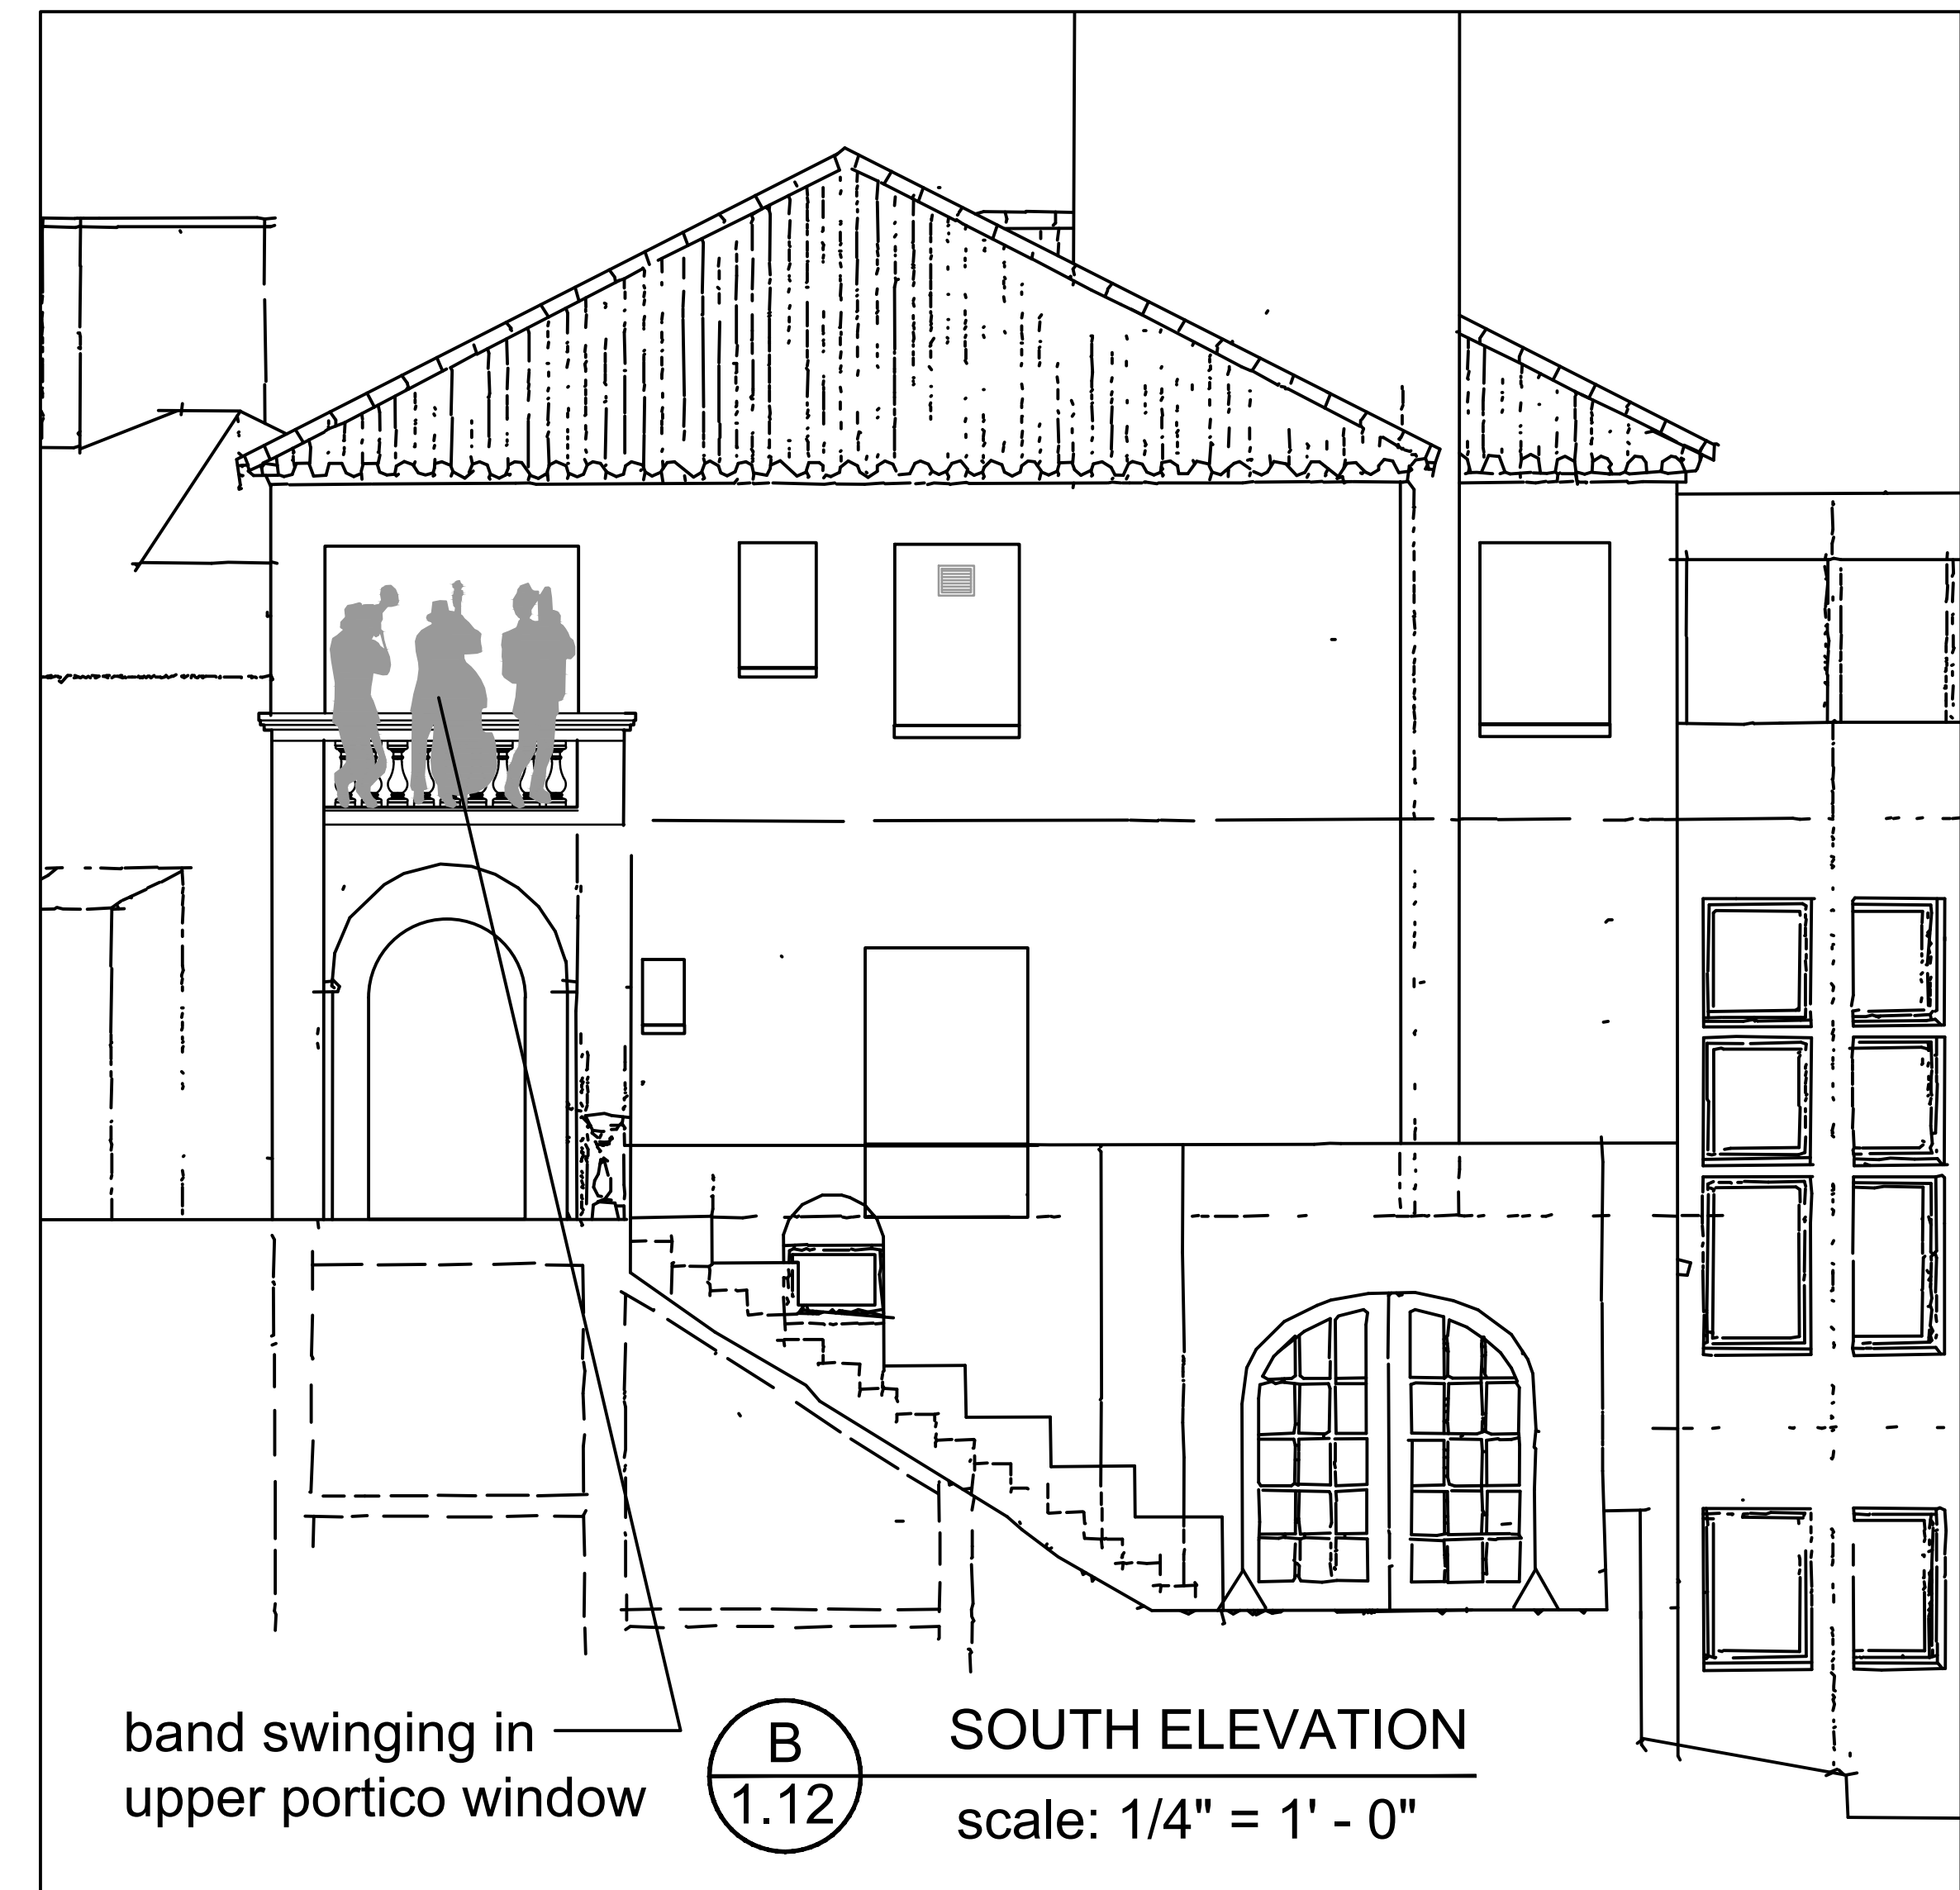 band swinging in
upper portico window
B
1.12
SOUTH ELEVATION
scale: 1/4" = 1' - 0"